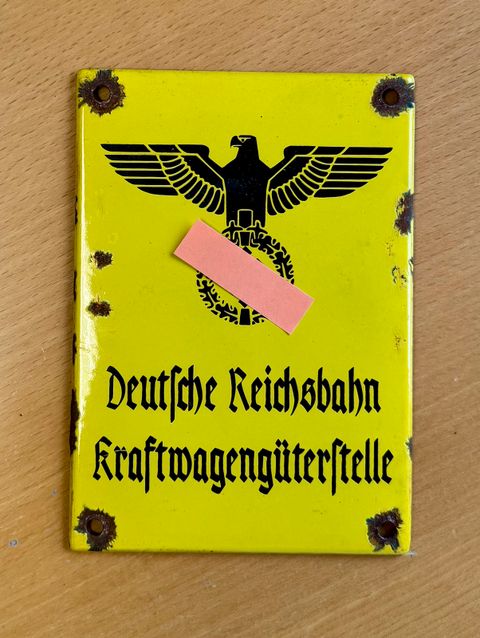 Deutſche Reichsbahn
Kraftwagengüterſtelle